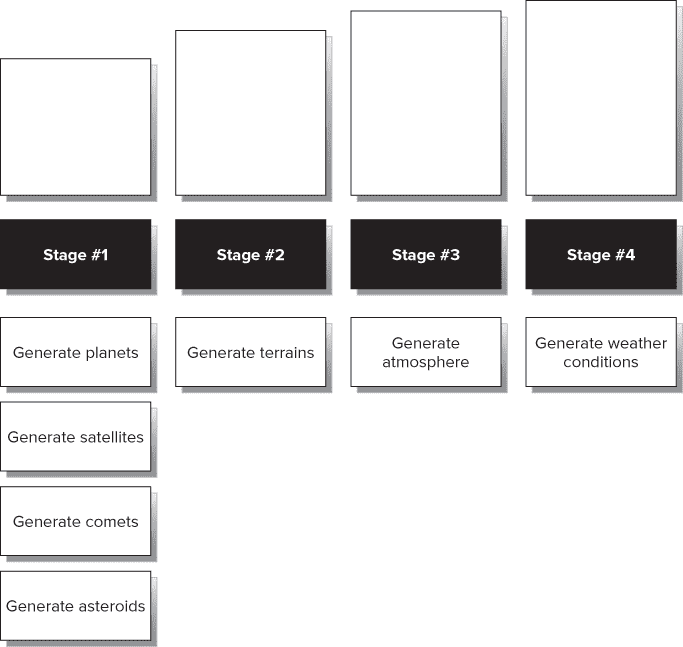 Stage #1
Stage #2
Stage #3
Stage #4
Generate planets
Generate terrains
Generate
atmosphere
Generate weather
conditions
Generate satellites
Generate comets
Generate asteroids